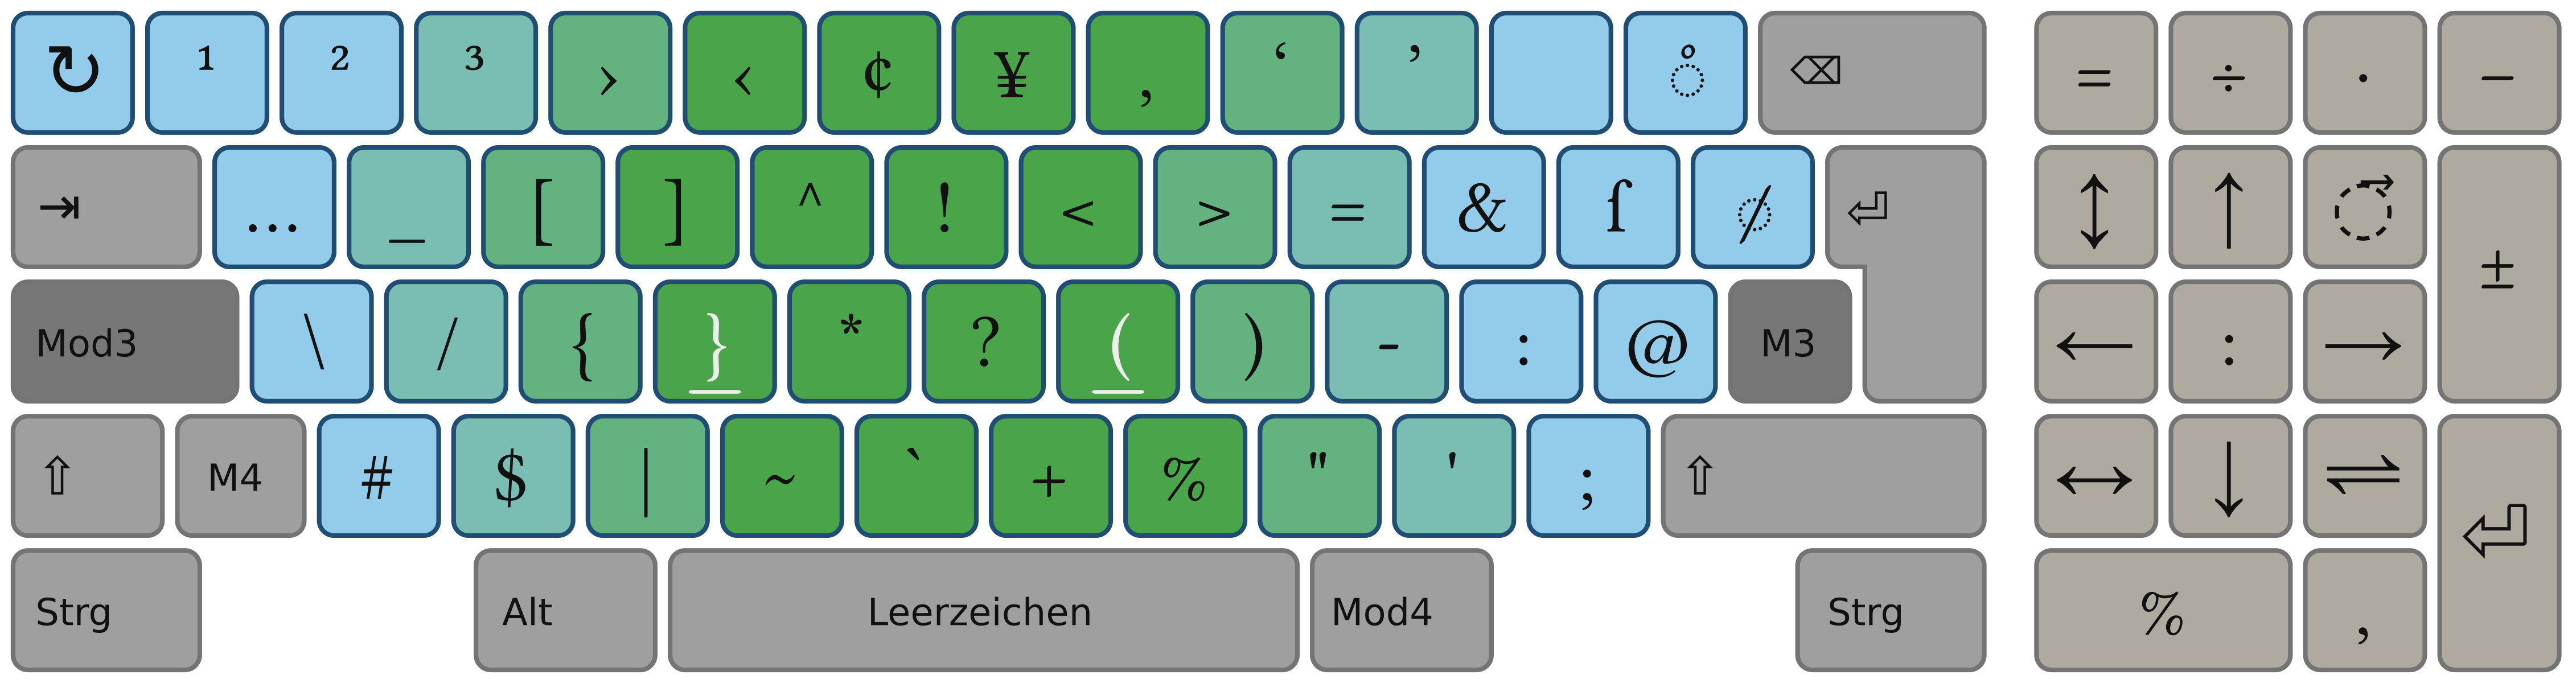 ↻ ¹ ² ³ › ‹ ¢ ¥ ‚ ‘ ’ ◌̊ ⌫ = ÷ · −
⇥ … _ [ ] ^ ! < > = & ſ ◌̷ ⏎ ↕ ↑ ◌⃗ ±
Mod3 \ / { } * ? ( ) - : @ M3 ← : →
⇧ M4 # $ | ~ ` + % " ' ; ⇧ ↔ ↓ ⇌ ⏎
Strg Alt Leerzeichen Mod4 Strg % ,